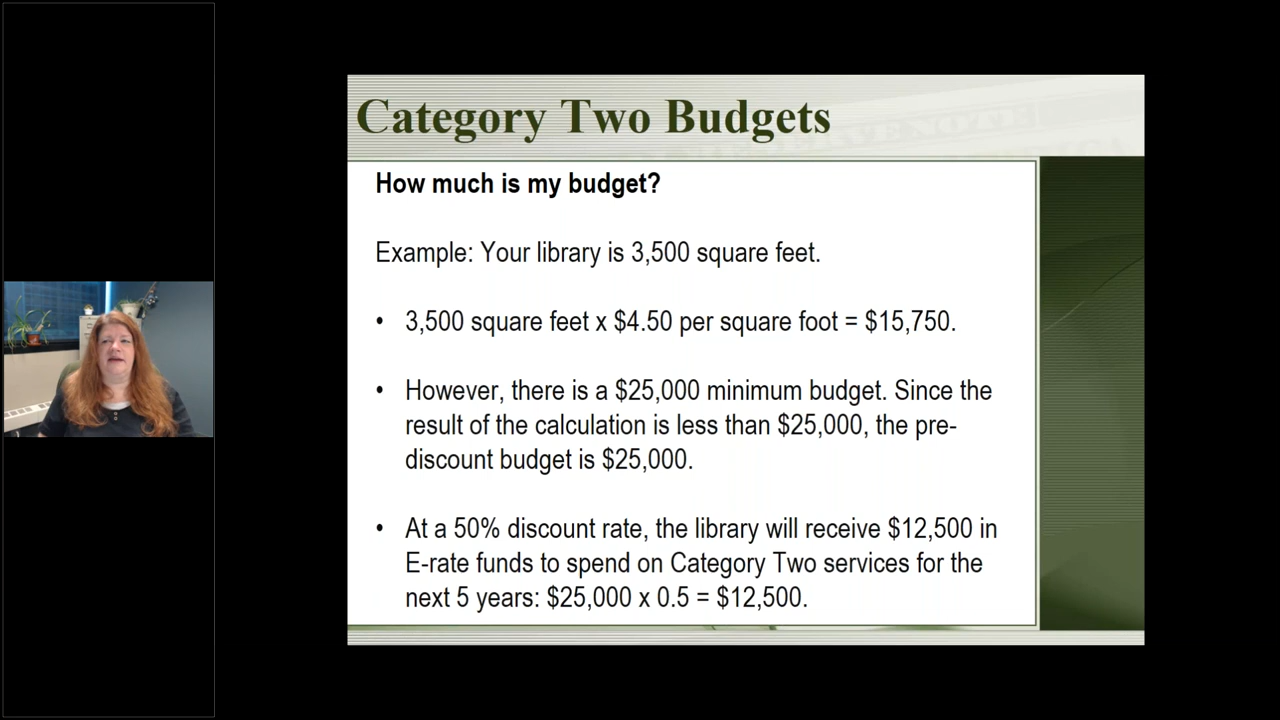 Category Two Budgets
How much is my budget?
Example: Your library is 3,500 square feet.
• 3,500 square feet x $4.50 per square foot = $15,750.
• However, there is a $25,000 minimum budget. Since the
result of the calculation is less than $25,000, the pre-
discount budget is $25,000.
• At a 50% discount rate, the library will receive $12,500 in
E-rate funds to spend on Category Two services for the
next 5 years: $25,000 x 0.5 = $12,500.